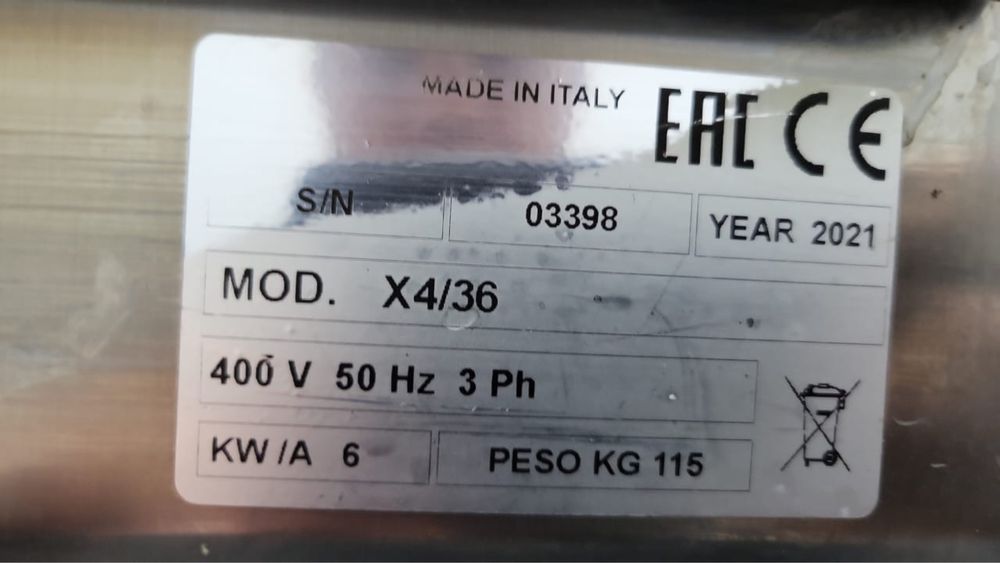 MADE IN ITALY EAC CE
S/N 03398 YEAR 2021
MOD. X4/36
400 V 50 Hz 3 Ph
KW/A 6 PESO KG 115